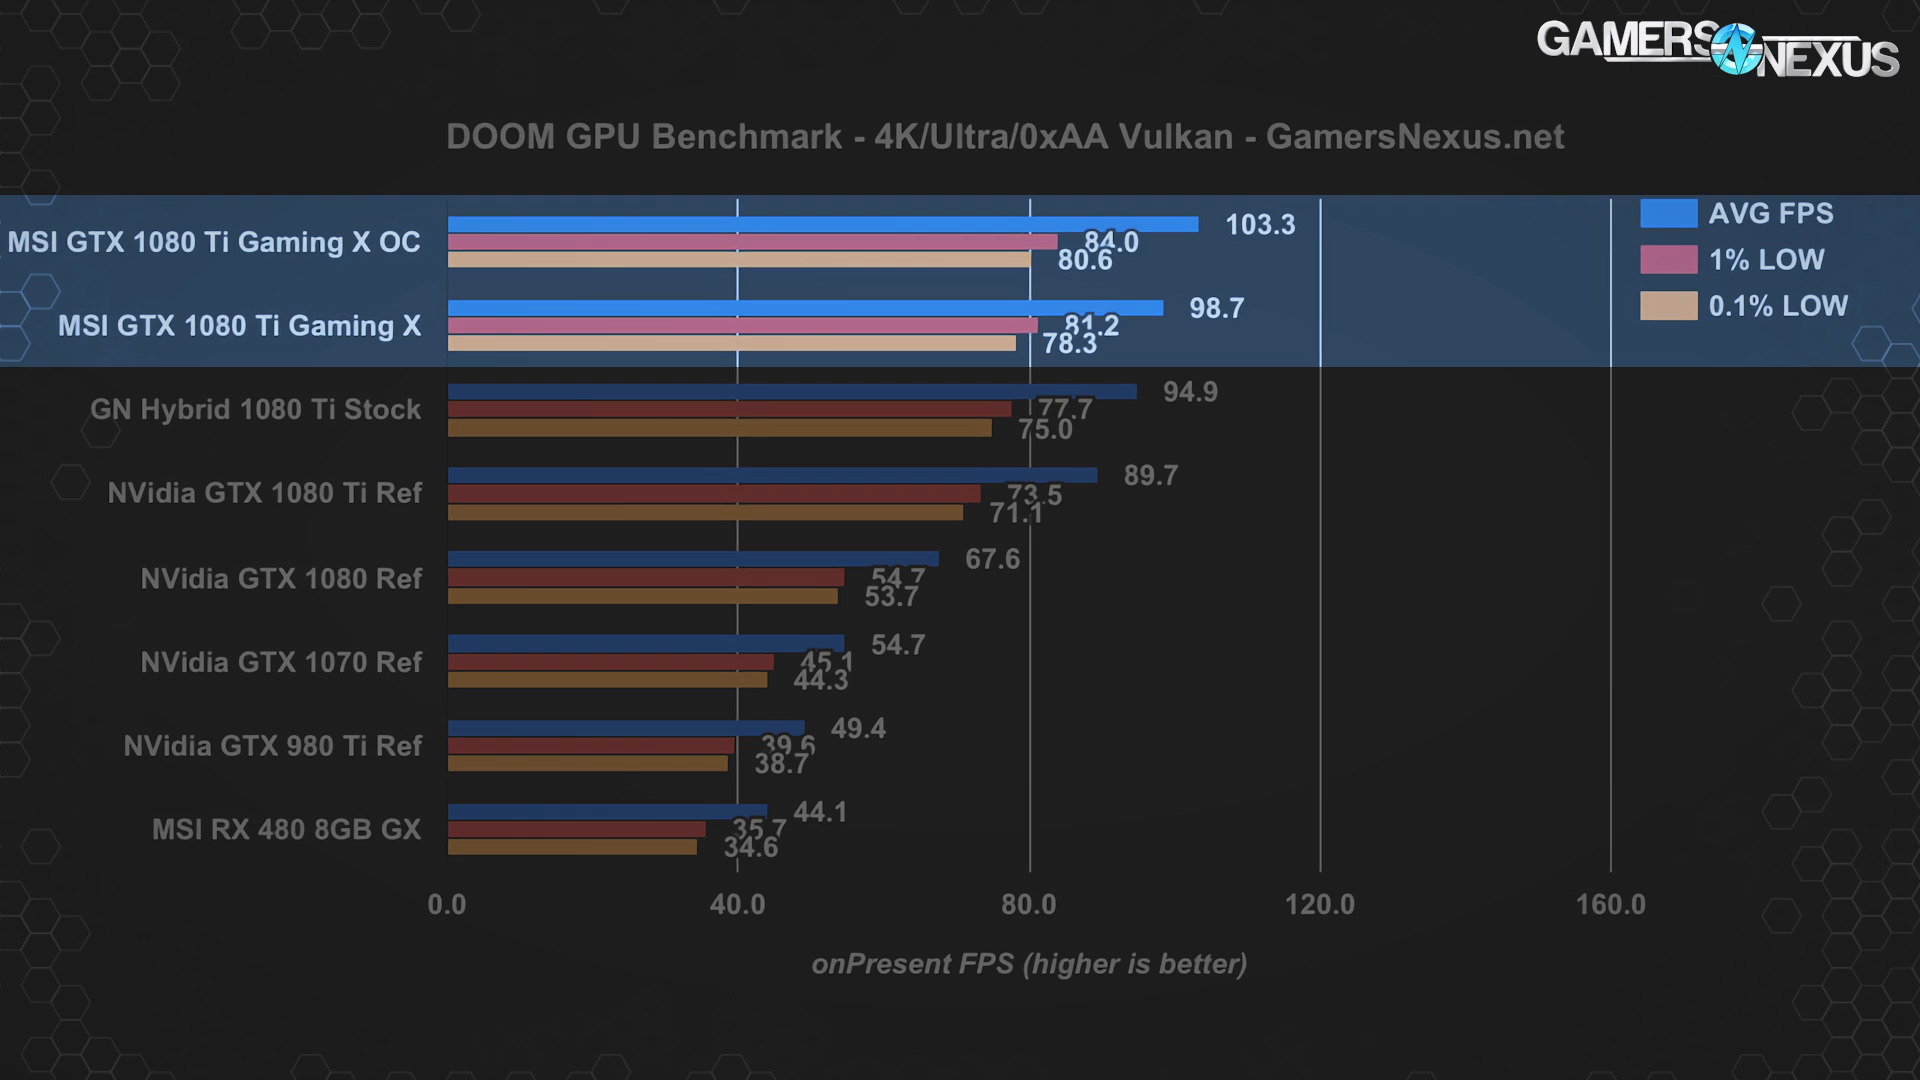 GAMERS NEXUS
DOOM GPU Benchmark - 4K/Ultra/0xAA Vulkan - GamersNexus.net
AVG FPS
1% LOW
0.1% LOW
MSI GTX 1080 Ti Gaming X OC
103.3
84.0
80.6
MSI GTX 1080 Ti Gaming X
98.7
81.2
78.3
GN Hybrid 1080 Ti Stock
94.9
77.7
75.0
NVidia GTX 1080 Ti Ref
89.7
73.5
71.1
NVidia GTX 1080 Ref
67.6
54.7
53.7
NVidia GTX 1070 Ref
54.7
45.1
44.3
NVidia GTX 980 Ti Ref
49.4
39.6
38.7
MSI RX 480 8GB GX
44.1
35.7
34.6
0.0 40.0 80.0 120.0 160.0
onPresent FPS (higher is better)